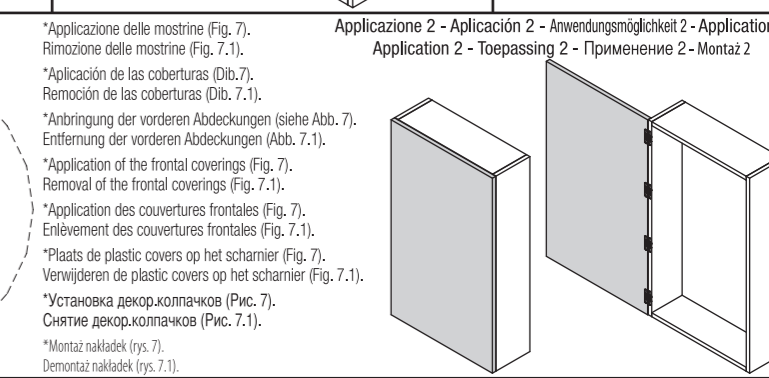 *Applicazione delle mostrine (Fig. 7).
Rimozione delle mostrine (Fig. 7.1).
*Aplicación de las coberturas (Dib.7).
Remoción de las coberturas (Dib. 7.1).
*Anbringung der vorderen Abdeckungen (siehe Abb. 7).
Entfernung der vorderen Abdeckungen (Abb. 7.1).
*Application of the frontal coverings (Fig. 7).
Removal of the frontal coverings (Fig. 7.1).
*Application des couvertures frontales (Fig. 7).
Enlèvement des couvertures frontales (Fig. 7.1).
*Plaats de plastic covers op het scharnier (Fig. 7).
Verwijderen de plastic covers op het scharnier (Fig. 7.1).
*Установка декор.колпачков (Рис. 7).
Снятие декор.колпачков (Рис. 7.1).
*Montaż nakładek (rys. 7).
Demontaż nakładek (rys. 7.1).
Applicazione 2 - Aplicación 2 - Anwendungsmöglichkeit 2 - Application
Application 2 - Toepassing 2 - Применение 2 - Montaż 2